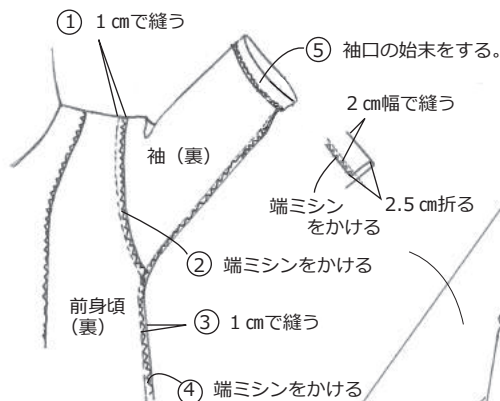 ① 1㎝で縫う
⑤ 袖口の始末をする。
2㎝幅で縫う
袖（裏）
端ミシン
をかける
2.5㎝折る
② 端ミシンをかける
前身頃
（裏）
③ 1㎝で縫う
④ 端ミシンをかける